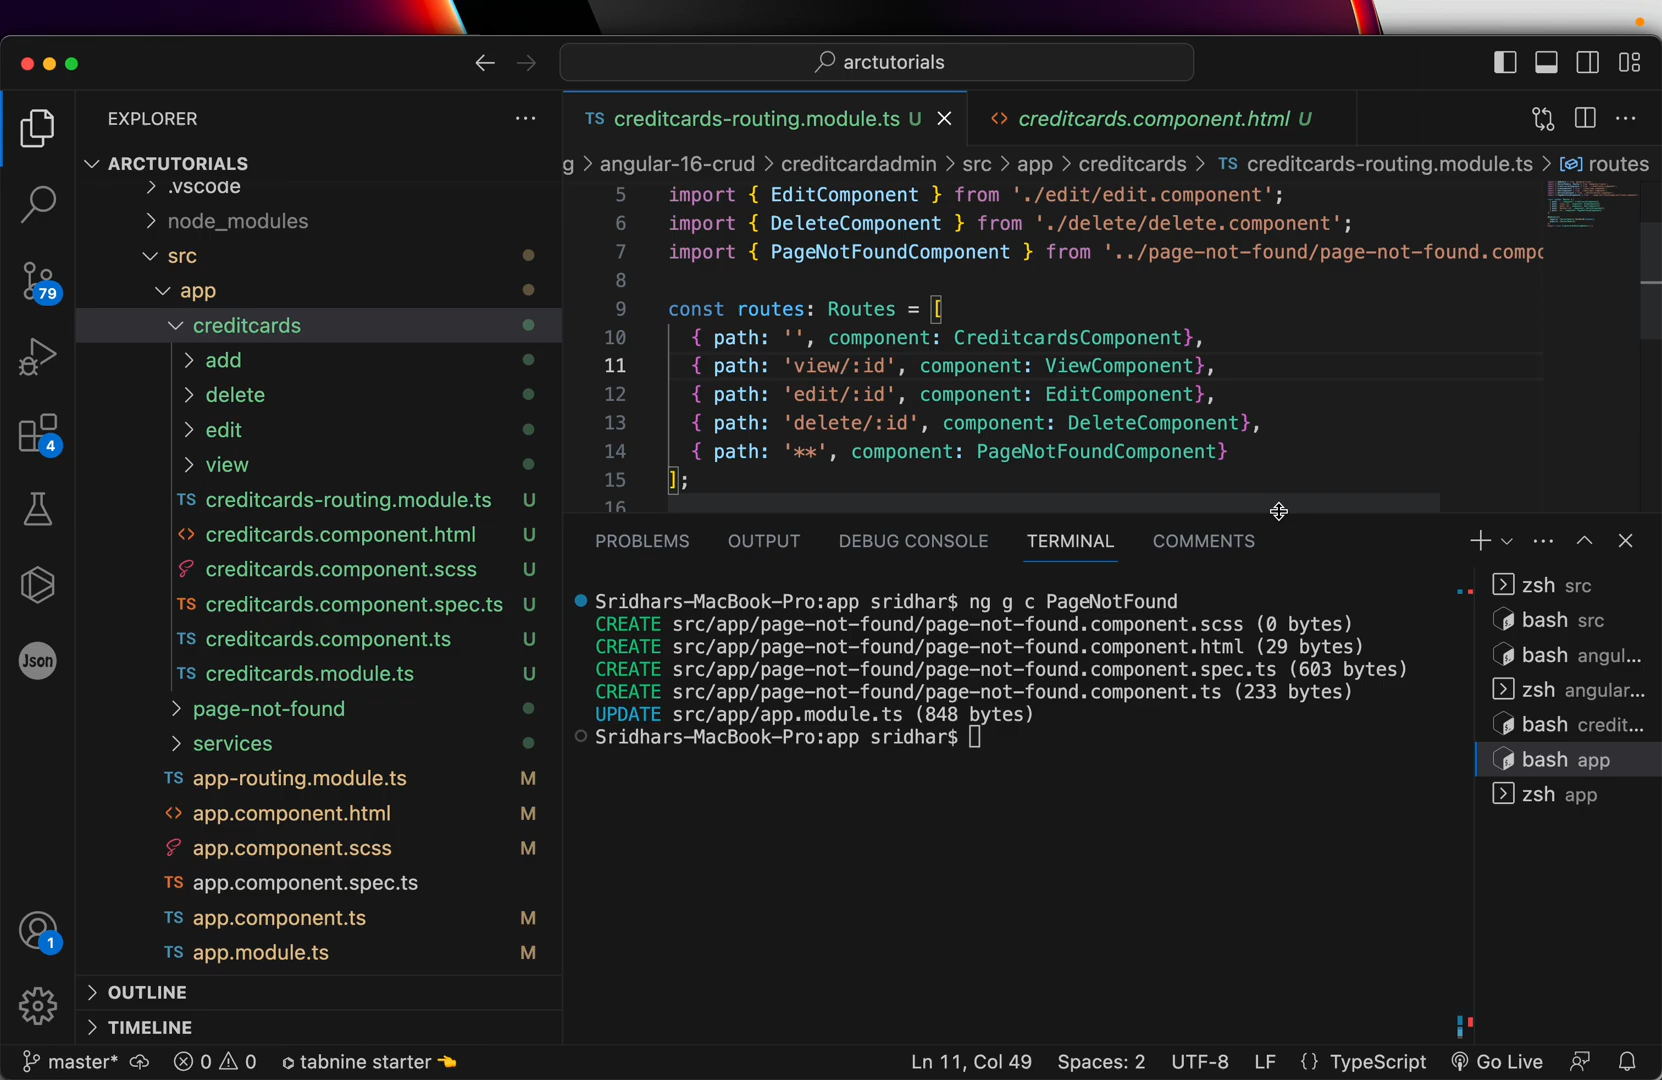 arctutorials
EXPLORER
ARCTUTORIALS
.vscode
node_modules
src
app
creditcards
add
delete
edit
view
TS creditcards-routing.module.ts U
<> creditcards.component.html U
creditcards.component.scss U
TS creditcards.component.spec.ts U
TS creditcards.component.ts U
TS creditcards.module.ts U
page-not-found
services
TS app-routing.module.ts M
<> app.component.html M
app.component.scss M
TS app.component.spec.ts
TS app.component.ts M
TS app.module.ts M
OUTLINE
TIMELINE
79
4
Json
1
TS creditcards-routing.module.ts U
<> creditcards.component.html U
g > angular-16-crud > creditcardadmin > src > app > creditcards > TS creditcards-routing.module.ts > routes
5 import { EditComponent } from './edit/edit.component';
6 import { DeleteComponent } from './delete/delete.component';
7 import { PageNotFoundComponent } from '../page-not-found/page-not-found.compo
8
9 const routes: Routes = [
10 { path: '', component: CreditcardsComponent},
11 { path: 'view/:id', component: ViewComponent},
12 { path: 'edit/:id', component: EditComponent},
13 { path: 'delete/:id', component: DeleteComponent},
14 { path: '**', component: PageNotFoundComponent}
15 ];
16
PROBLEMS OUTPUT DEBUG CONSOLE TERMINAL COMMENTS
Sridhars-MacBook-Pro:app sridhar$ ng g c PageNotFound
CREATE src/app/page-not-found/page-not-found.component.scss (0 bytes)
CREATE src/app/page-not-found/page-not-found.component.html (29 bytes)
CREATE src/app/page-not-found/page-not-found.component.spec.ts (603 bytes)
CREATE src/app/page-not-found/page-not-found.component.ts (233 bytes)
UPDATE src/app/app.module.ts (848 bytes)
Sridhars-MacBook-Pro:app sridhar$
zsh src
bash src
bash angul...
zsh angular...
bash credit...
bash app
zsh app
master* 0 0 tabnine starter Ln 11, Col 49 Spaces: 2 UTF-8 LF {} TypeScript Go Live